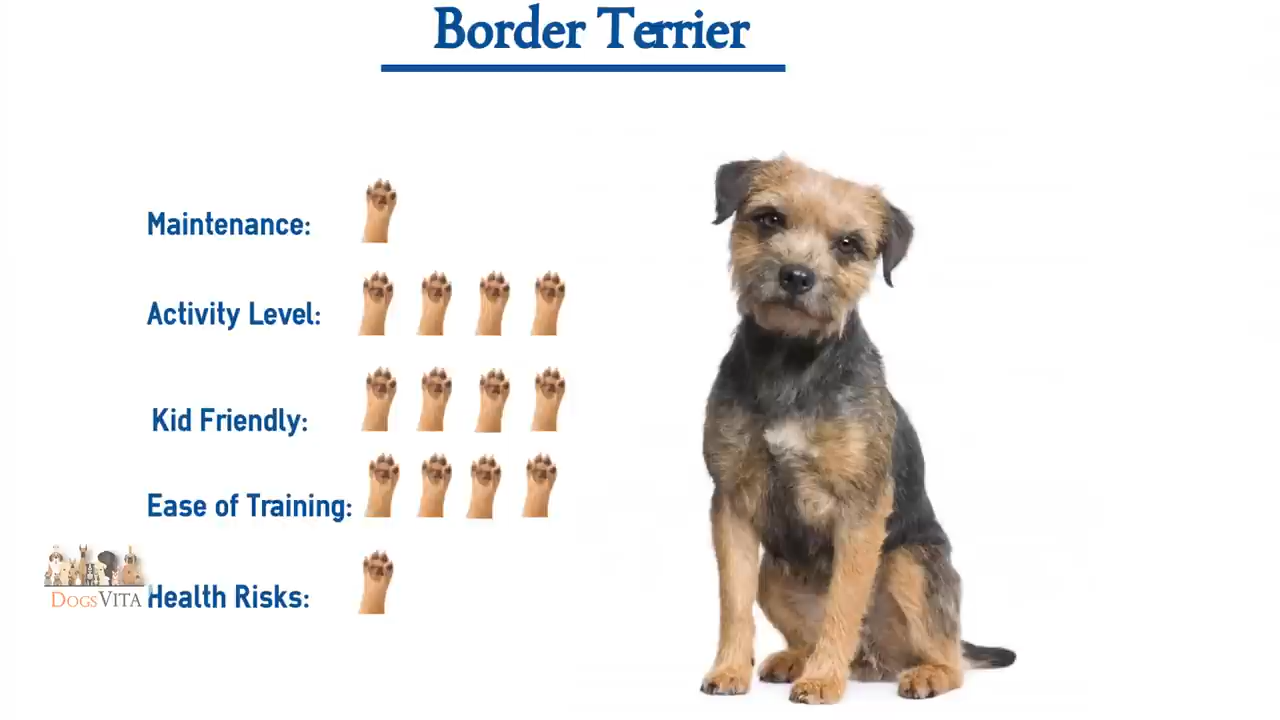 Border Terrier
Maintenance:
Activity Level:
Kid Friendly:
Ease of Training:
Health Risks:
DOGSVITA